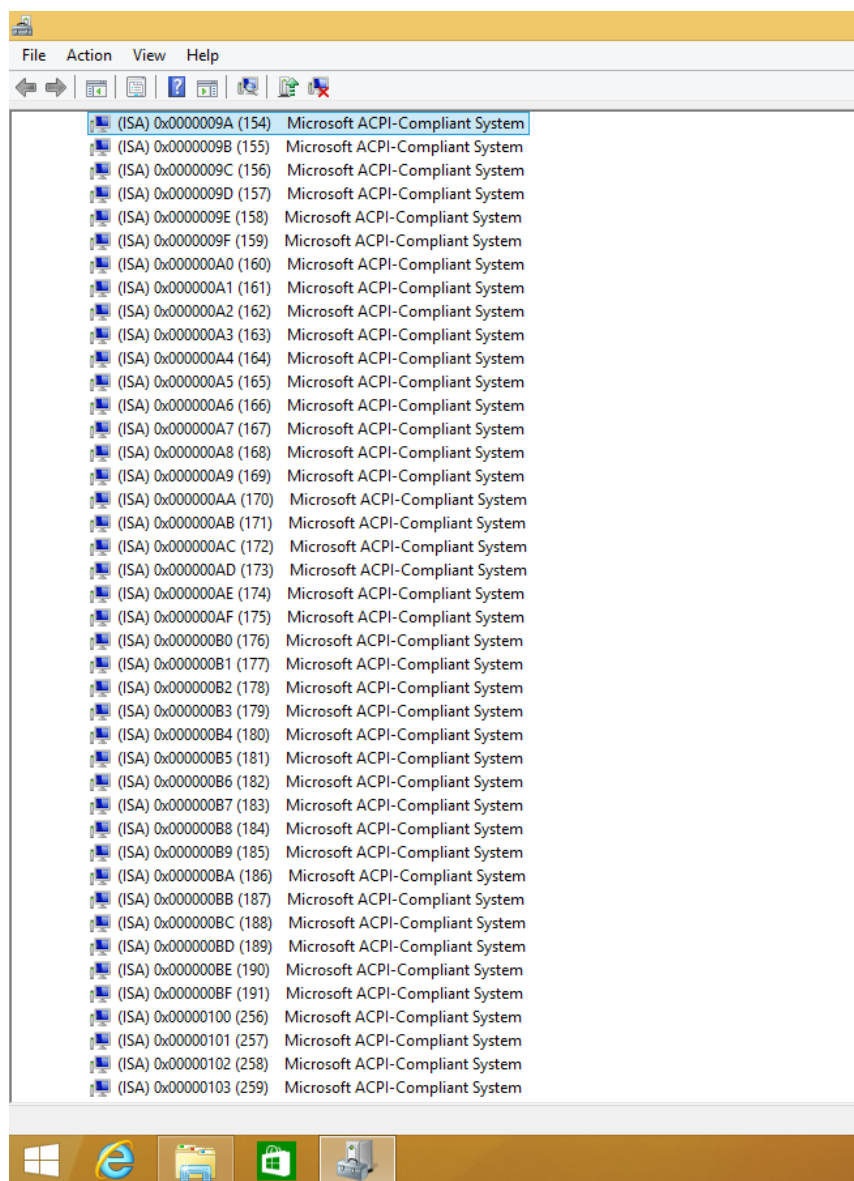 File Action View Help
(ISA) 0x0000009A (154) Microsoft ACPI-Compliant System
(ISA) 0x0000009B (155) Microsoft ACPI-Compliant System
(ISA) 0x0000009C (156) Microsoft ACPI-Compliant System
(ISA) 0x0000009D (157) Microsoft ACPI-Compliant System
(ISA) 0x0000009E (158) Microsoft ACPI-Compliant System
(ISA) 0x0000009F (159) Microsoft ACPI-Compliant System
(ISA) 0x000000A0 (160) Microsoft ACPI-Compliant System
(ISA) 0x000000A1 (161) Microsoft ACPI-Compliant System
(ISA) 0x000000A2 (162) Microsoft ACPI-Compliant System
(ISA) 0x000000A3 (163) Microsoft ACPI-Compliant System
(ISA) 0x000000A4 (164) Microsoft ACPI-Compliant System
(ISA) 0x000000A5 (165) Microsoft ACPI-Compliant System
(ISA) 0x000000A6 (166) Microsoft ACPI-Compliant System
(ISA) 0x000000A7 (167) Microsoft ACPI-Compliant System
(ISA) 0x000000A8 (168) Microsoft ACPI-Compliant System
(ISA) 0x000000A9 (169) Microsoft ACPI-Compliant System
(ISA) 0x000000AA (170) Microsoft ACPI-Compliant System
(ISA) 0x000000AB (171) Microsoft ACPI-Compliant System
(ISA) 0x000000AC (172) Microsoft ACPI-Compliant System
(ISA) 0x000000AD (173) Microsoft ACPI-Compliant System
(ISA) 0x000000AE (174) Microsoft ACPI-Compliant System
(ISA) 0x000000AF (175) Microsoft ACPI-Compliant System
(ISA) 0x000000B0 (176) Microsoft ACPI-Compliant System
(ISA) 0x000000B1 (177) Microsoft ACPI-Compliant System
(ISA) 0x000000B2 (178) Microsoft ACPI-Compliant System
(ISA) 0x000000B3 (179) Microsoft ACPI-Compliant System
(ISA) 0x000000B4 (180) Microsoft ACPI-Compliant System
(ISA) 0x000000B5 (181) Microsoft ACPI-Compliant System
(ISA) 0x000000B6 (182) Microsoft ACPI-Compliant System
(ISA) 0x000000B7 (183) Microsoft ACPI-Compliant System
(ISA) 0x000000B8 (184) Microsoft ACPI-Compliant System
(ISA) 0x000000B9 (185) Microsoft ACPI-Compliant System
(ISA) 0x000000BA (186) Microsoft ACPI-Compliant System
(ISA) 0x000000BB (187) Microsoft ACPI-Compliant System
(ISA) 0x000000BC (188) Microsoft ACPI-Compliant System
(ISA) 0x000000BD (189) Microsoft ACPI-Compliant System
(ISA) 0x000000BE (190) Microsoft ACPI-Compliant System
(ISA) 0x000000BF (191) Microsoft ACPI-Compliant System
(ISA) 0x00000100 (256) Microsoft ACPI-Compliant System
(ISA) 0x00000101 (257) Microsoft ACPI-Compliant System
(ISA) 0x00000102 (258) Microsoft ACPI-Compliant System
(ISA) 0x00000103 (259) Microsoft ACPI-Compliant System